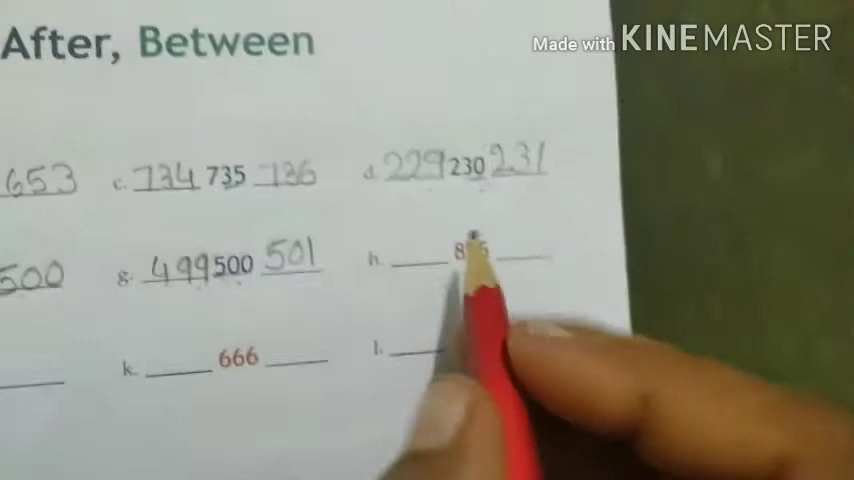 After, Between
Made with KINEMASTER
653 c. 734 735 736 d. 229 230 231
500 g. 499 500 501 h.
k. 666 l.